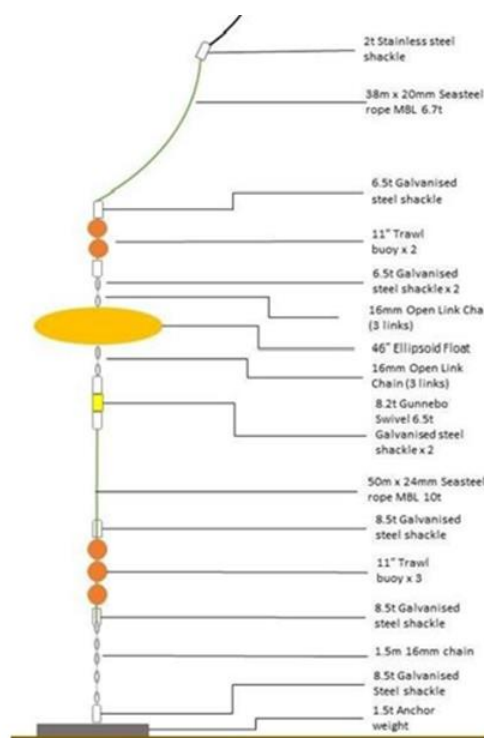 2t Stainless steel
shackle
38m x 20mm Seasteel
rope MBL 6.7t
6.5t Galvanised
steel shackle
11" Trawl
buoy x 2
6.5t Galvanised
steel shackle x 2
16mm Open Link Cha
(3 links)
46" Ellipsoid Float
16mm Open Link
Chain (3 links)
8.2t Gunnebo
Swivel 6.5t
Galvanised steel
shackle x 2
50m x 24mm Seasteel
rope MBL 10t
8.5t Galvanised
steel shackle
11" Trawl
buoy x 3
8.5t Galvanised
steel shackle
1.5m 16mm chain
8.5t Galvanised
Steel shackle
1.5t Anchor
weight